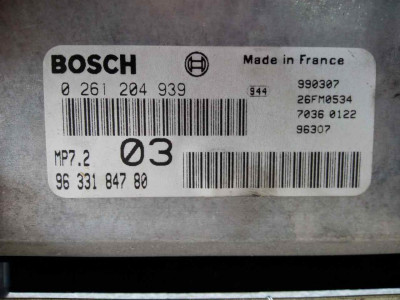 BOSCH
Made in France
0 261 204 939
944
990307
26FM0534
7036 0122
96307
MP7.2
03
96 331 847 80